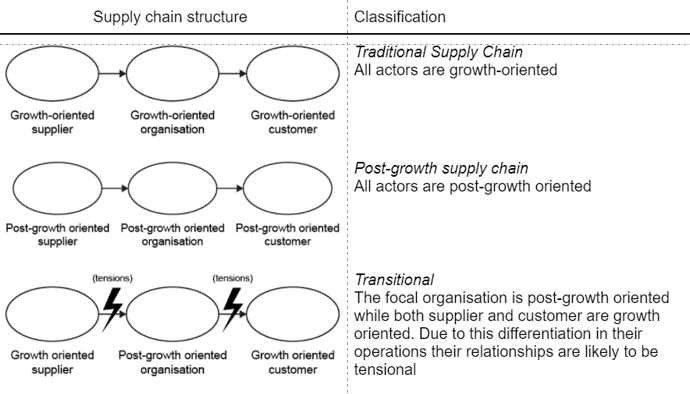 Supply chain structure
Classification
Traditional Supply Chain
All actors are growth-oriented
Growth-oriented
supplier
Growth-oriented
organisation
Growth-oriented
customer
Post-growth supply chain
All actors are post-growth oriented
Post-growth oriented
supplier
Post-growth oriented
organisation
Post-growth oriented
customer
Transitional
The focal organisation is post-growth oriented
while both supplier and customer are growth
oriented. Due to this differentiation in their
operations their relationships are likely to be
tensional
(tensions)
(tensions)
Growth oriented
supplier
Post-growth oriented
organisation
Growth oriented
customer